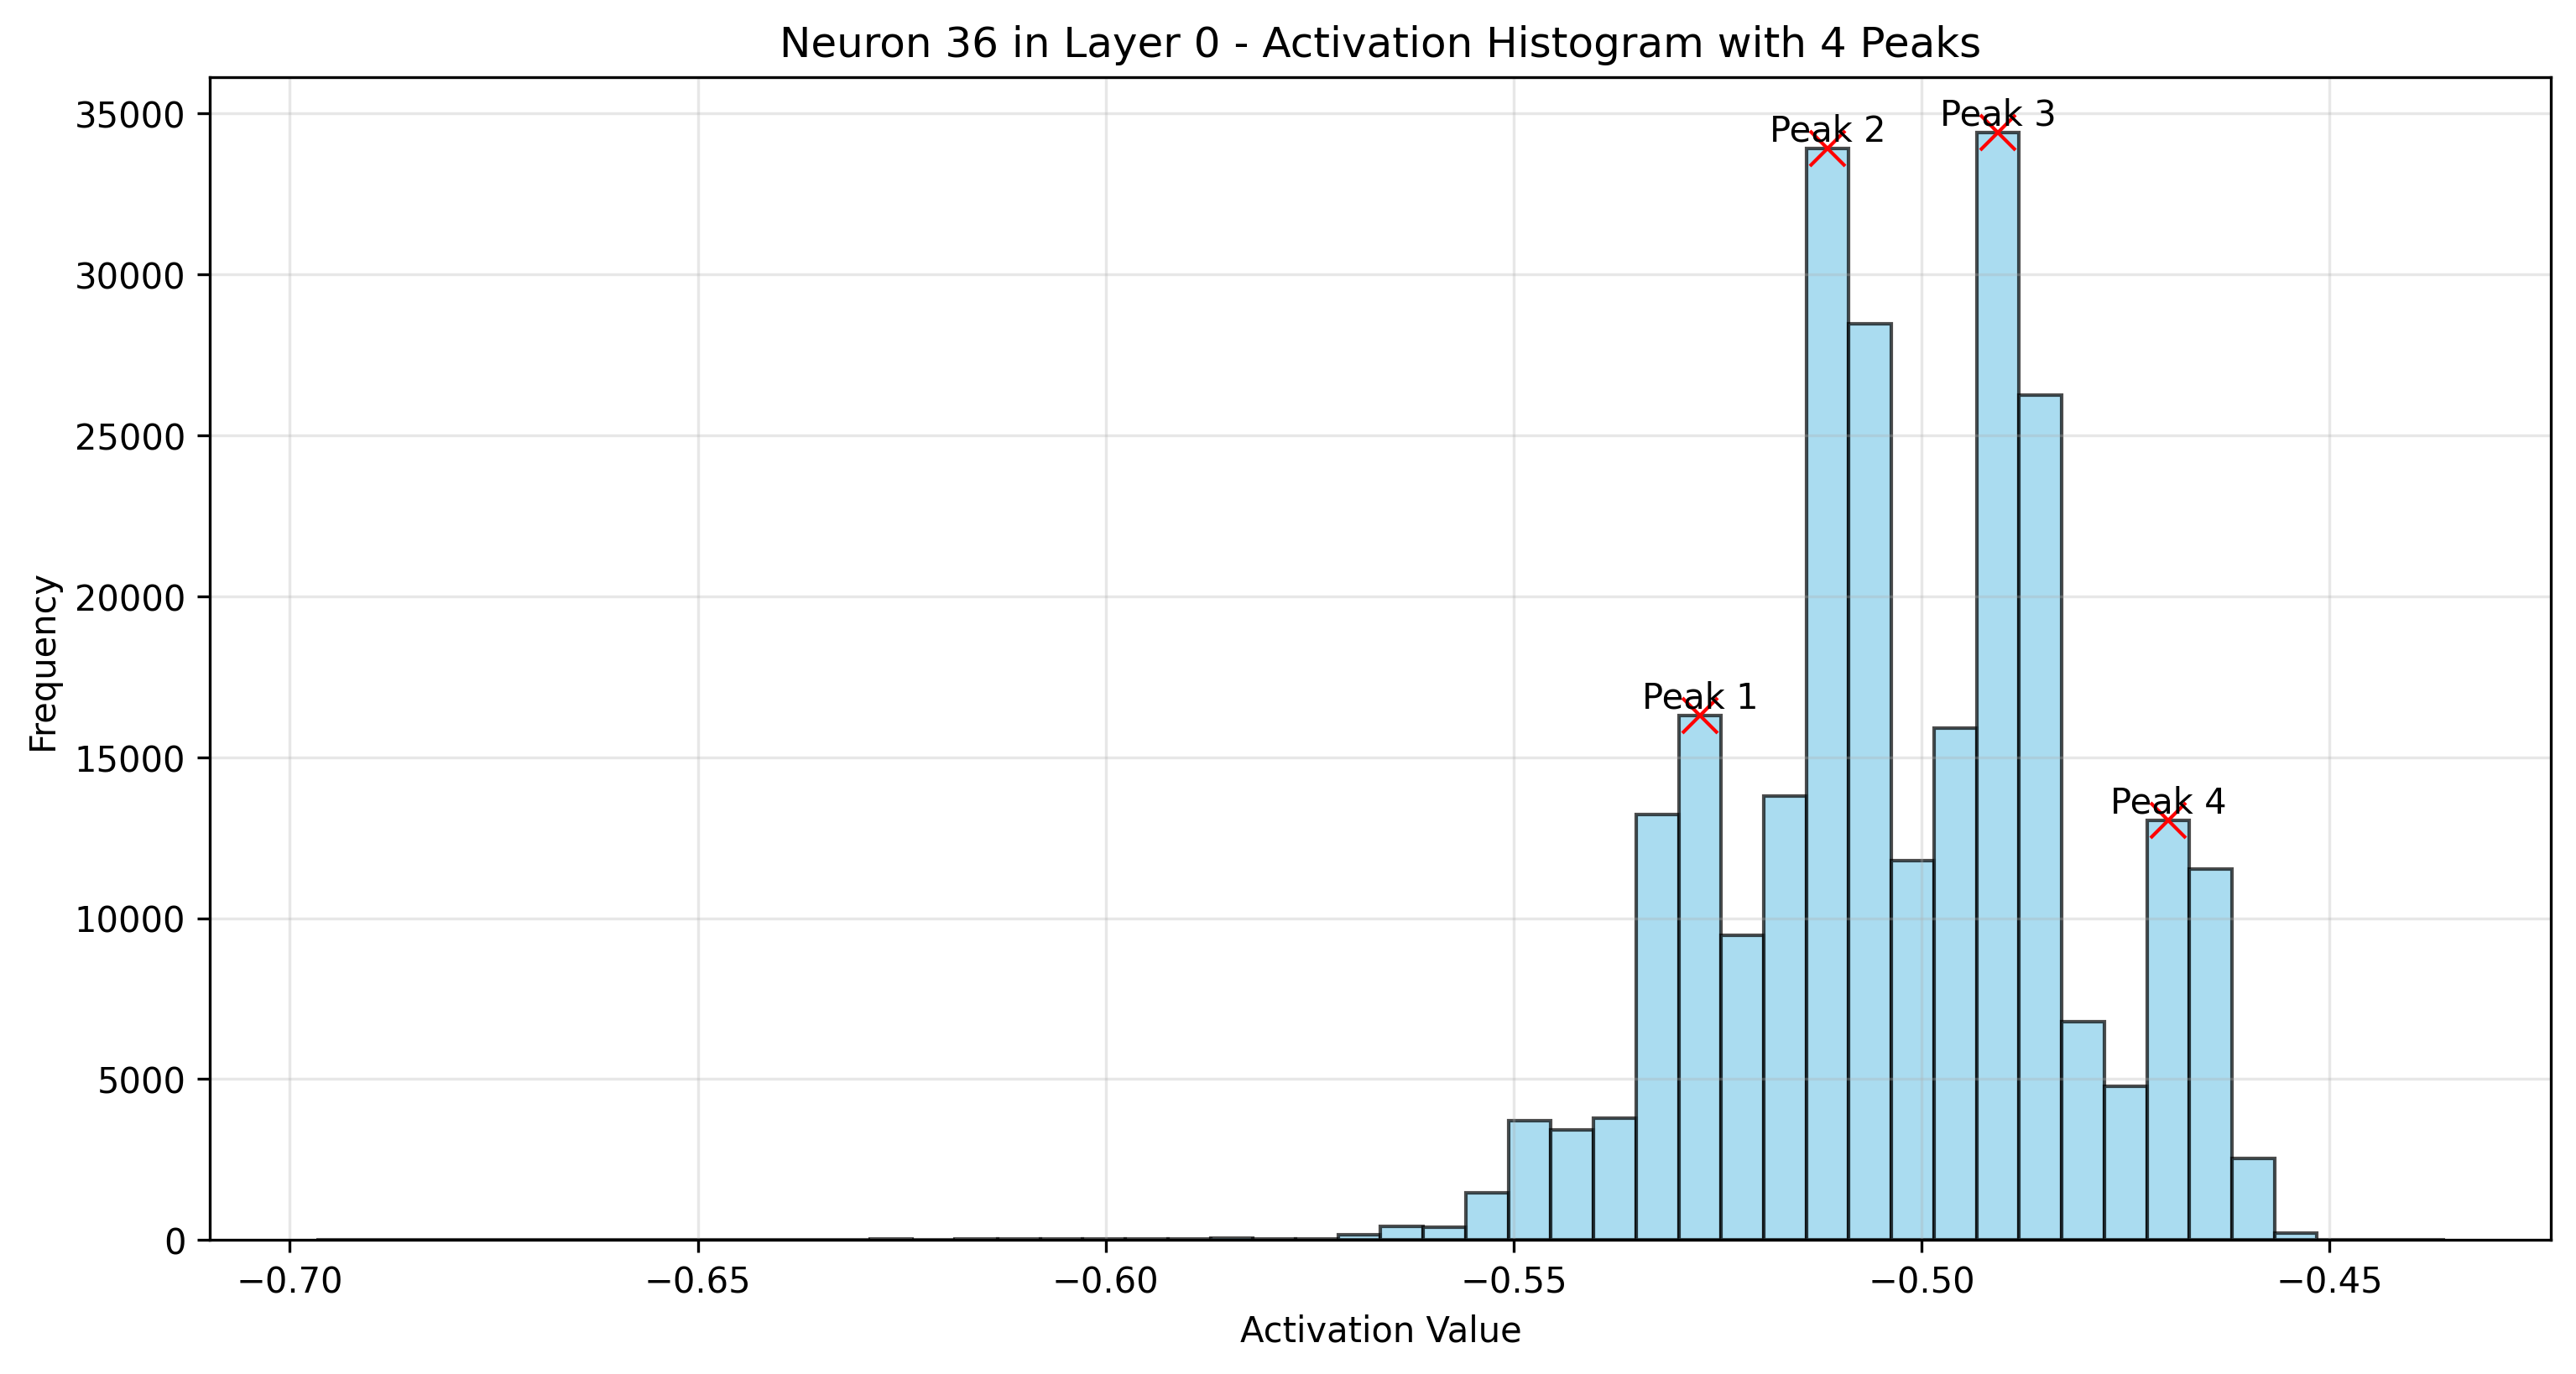 Neuron 36 in Layer 0 - Activation Histogram with 4 Peaks
35000
30000
25000
20000
15000
10000
5000
0
Frequency
Peak 1
Peak 2
Peak 3
Peak 4
−0.70
−0.65
−0.60
−0.55
−0.50
−0.45
Activation Value